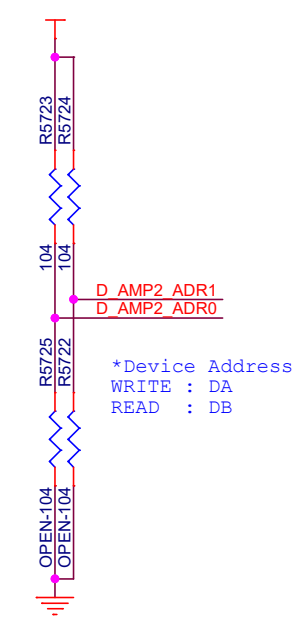 R5723
R5724
104
104
D_AMP2_ADR1
D_AMP2_ADR0
R5725
R5722
*Device Address
WRITE : DA
READ  : DB
OPEN-104
OPEN-104